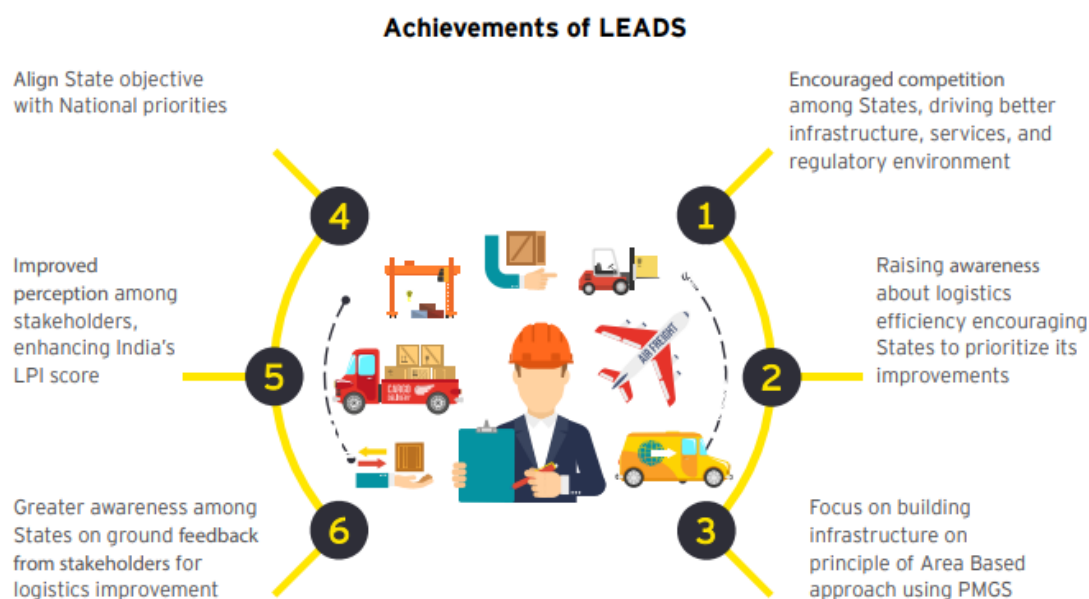 Achievements of LEADS
1
Encouraged competition
among States, driving better
infrastructure, services, and
regulatory environment
2
Raising awareness
about logistics
efficiency encouraging
States to prioritize its
improvements
3
Focus on building
infrastructure on
principle of Area Based
approach using PMGS
4
Align State objective
with National priorities
5
Improved
perception among
stakeholders,
enhancing India's
LPI score
6
Greater awareness among
States on ground feedback
from stakeholders for
logistics improvement
AIR FREIGHT
CARGO
DELIVERY